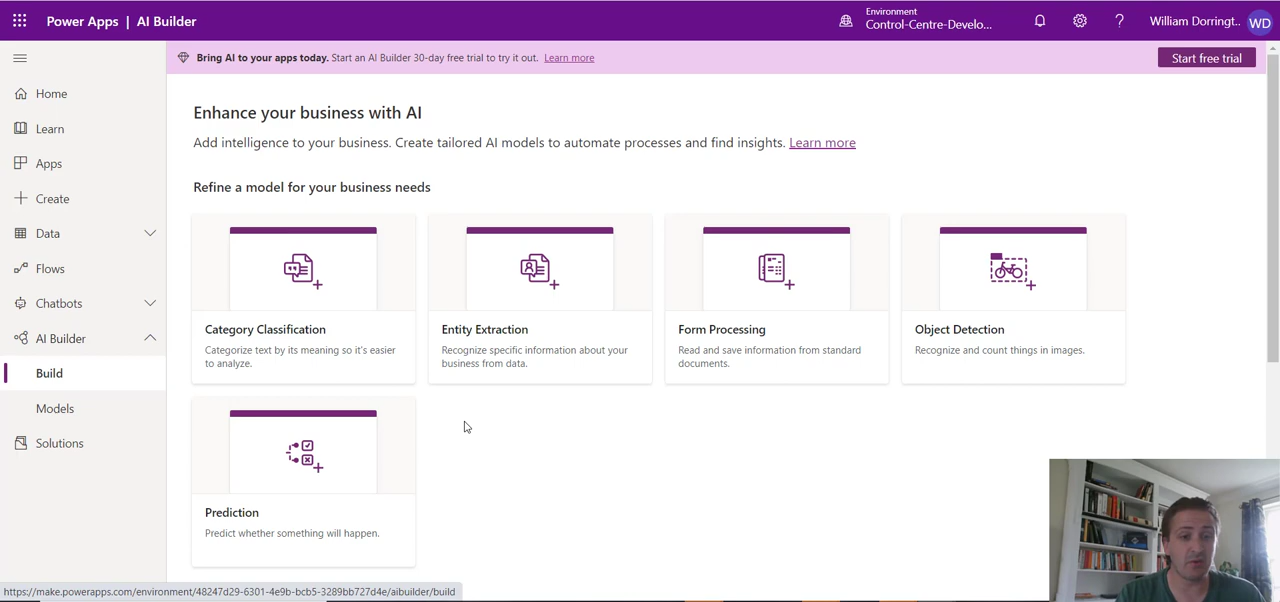 Power Apps | AI Builder
Environment
Control-Centre-Develo...
?
William Dorringt..
WD
Bring AI to your apps today. Start an AI Builder 30-day free trial to try it out. Learn more
Start free trial
Home
Learn
Apps
Create
Data
Flows
Chatbots
AI Builder
Build
Models
Solutions
Enhance your business with AI
Add intelligence to your business. Create tailored AI models to automate processes and find insights. Learn more
Refine a model for your business needs
Category Classification
Categorize text by its meaning so it's easier
to analyze.
Entity Extraction
Recognize specific information about your
business from data.
Form Processing
Read and save information from standard
documents.
Object Detection
Recognize and count things in images.
Prediction
Predict whether something will happen.
https://make.powerapps.com/environment/48247d29-6301-4e9b-bcb5-3289bb727d4e/aibuilder/build